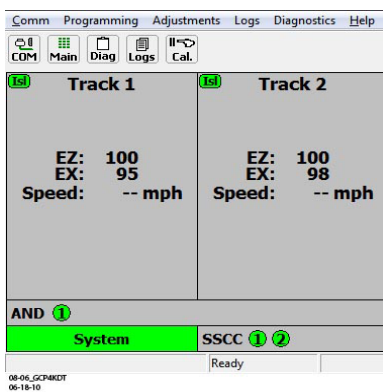 Comm Programming Adjustments Logs Diagnostics Help
COM Main Diag Logs Cal.
Isl Track 1 Isl Track 2
EZ: 100 EZ: 100
EX: 95 EX: 98
Speed: -- mph Speed: -- mph
AND 1
System SSCC 1 2
Ready
08-06_GCP4KDT
06-18-10